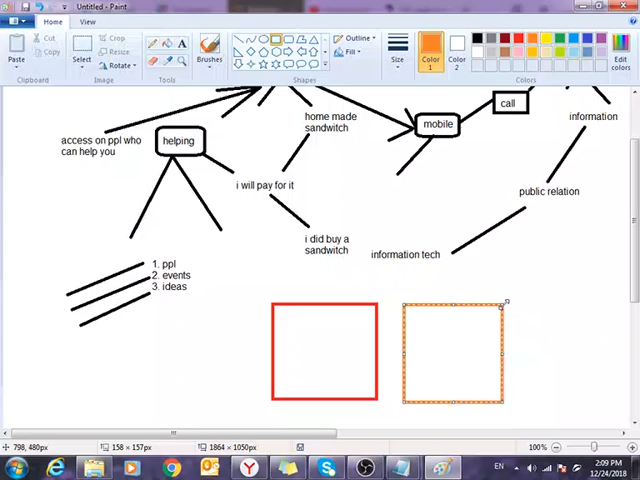 Untitled - Paint
Home
View
Paste
Cut
Copy
Clipboard
Select
Crop
Resize
Rotate
Image
Tools
Brushes
Outline
Fill
Shapes
Size
Color 1
Color 2
Edit colors
Colors
home made
sandwitch
mobile
call
information
access on ppl who
can help you
helping
i will pay for it
public relation
i did buy a
sandwitch
information tech
1. ppl
2. events
3. ideas
798, 480px
158 × 157px
1864 × 1050px
100%
EN
2:09 PM
12/24/2018